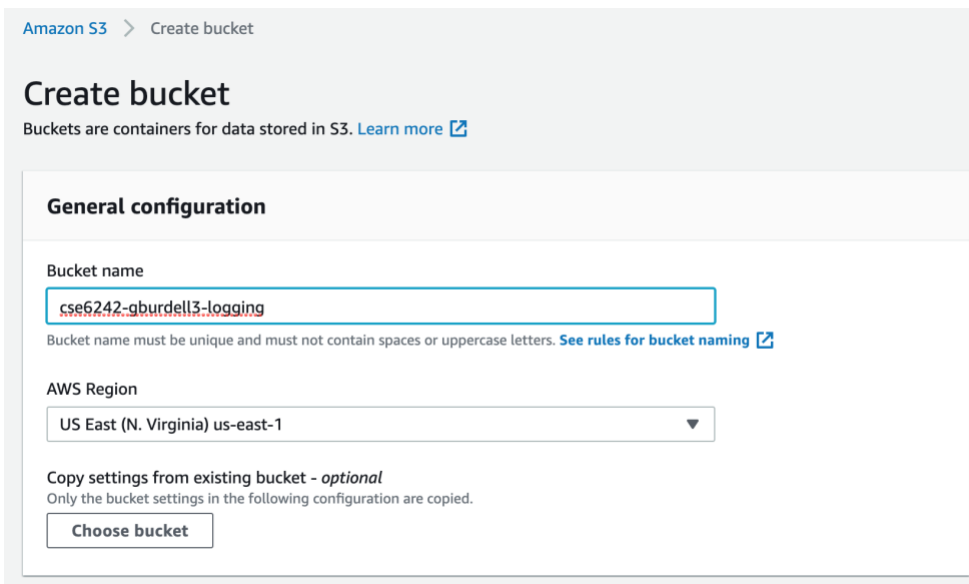 Amazon S3 > Create bucket
Create bucket
Buckets are containers for data stored in S3. Learn more
General configuration
Bucket name
cse6242-gburdell3-logging
Bucket name must be unique and must not contain spaces or uppercase letters. See rules for bucket naming
AWS Region
US East (N. Virginia) us-east-1
Copy settings from existing bucket - optional
Only the bucket settings in the following configuration are copied.
Choose bucket